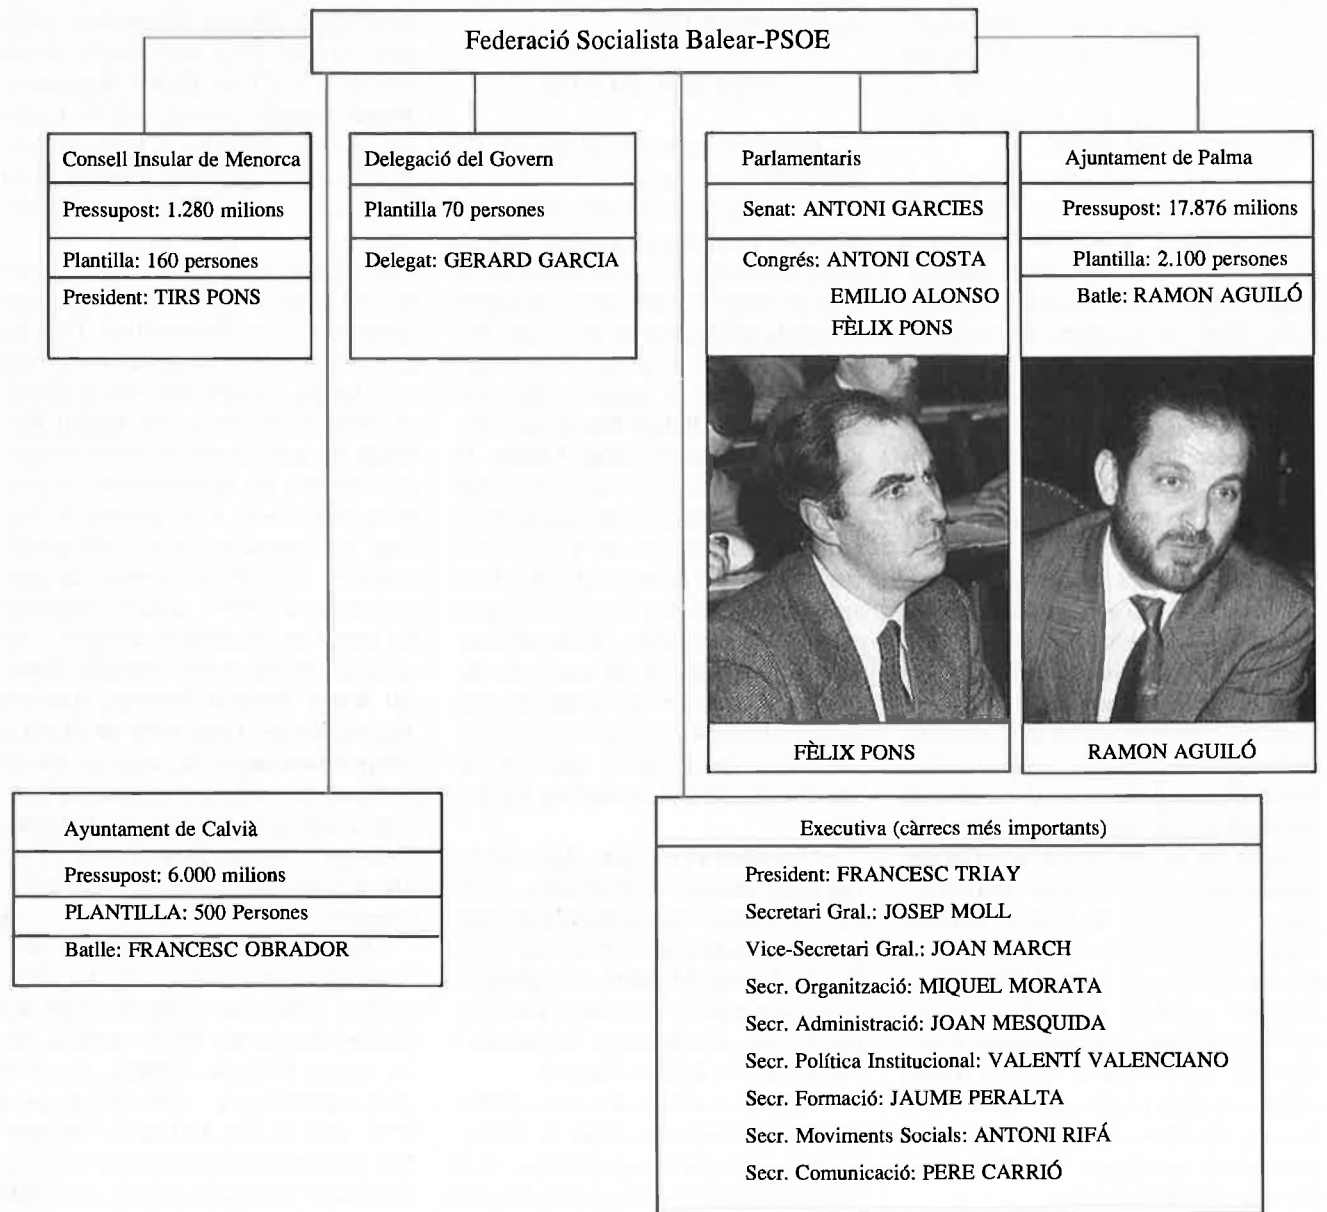 Federació Socialista Balear-PSOE
Consell Insular de Menorca
Pressupost: 1.280 milions
Plantilla: 160 persones
President: TIRS PONS
Delegació del Govern
Plantilla 70 persones
Delegat: GERARD GARCIA
Parlamentaris
Senat: ANTONI GARCIES
Congrés: ANTONI COSTA
EMILIO ALONSO
FÈLIX PONS
FÈLIX PONS
Ajuntament de Palma
Pressupost: 17.876 milions
Plantilla: 2.100 persones
Batle: RAMON AGUILÓ
RAMON AGUILÓ
Ayuntament de Calvià
Pressupost: 6.000 milions
PLANTILLA: 500 Persones
Batlle: FRANCESC OBRADOR
Executiva (càrrecs més importants)
President: FRANCESC TRIAY
Secretari Gral.: JOSEP MOLL
Vice-Secretari Gral.: JOAN MARCH
Secr. Organització: MIQUEL MORATA
Secr. Administració: JOAN MESQUIDA
Secr. Política Institucional: VALENTÍ VALENCIANO
Secr. Formació: JAUME PERALTA
Secr. Moviments Socials: ANTONI RIFÁ
Secr. Comunicació: PERE CARRIÓ